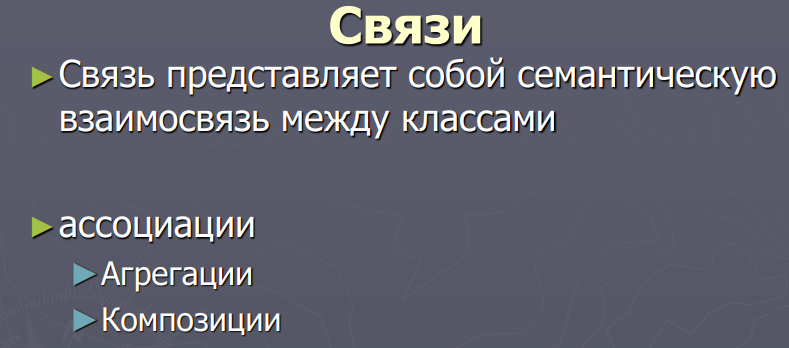 Связи
Связь представляет собой семантическую
взаимосвязь между классами
ассоциации
Агрегации
Композиции